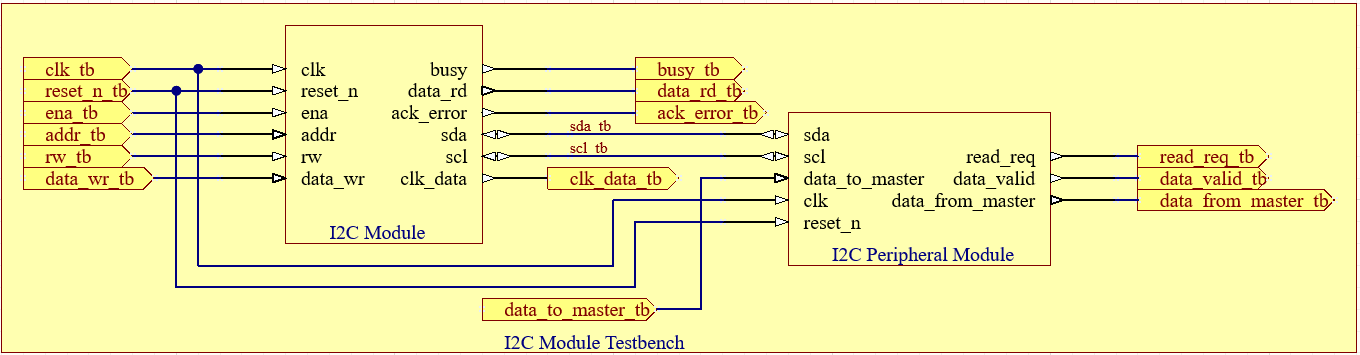 clk_tb
reset_n_tb
ena_tb
addr_tb
rw_tb
data_wr_tb
clk
reset_n
ena
addr
rw
data_wr
busy
data_rd
ack_error
sda
scl
clk_data
I2C Module
busy_tb
data_rd_tb
ack_error_tb
sda_tb
scl_tb
clk_data_tb
sda
scl
data_to_master
clk
reset_n
read_req
data_valid
data_from_master
I2C Peripheral Module
read_req_tb
data_valid_tb
data_from_master_tb
data_to_master_tb
I2C Module Testbench